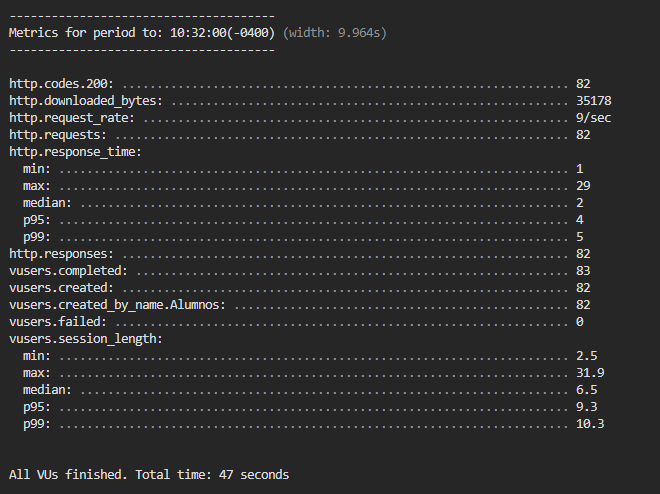 --------------------------------------
Metrics for period to: 10:32:00(-0400) (width: 9.964s)
--------------------------------------
http.codes.200: ................................................................ 82
http.downloaded_bytes: ......................................................... 35178
http.request_rate: ............................................................. 9/sec
http.requests: ................................................................. 82
http.response_time:
  min: ......................................................................... 1
  max: ......................................................................... 29
  median: ...................................................................... 2
  p95: ......................................................................... 4
  p99: ......................................................................... 5
http.responses: ................................................................ 82
vusers.completed: .............................................................. 83
vusers.created: ................................................................ 82
vusers.created_by_name.Alumnos: ................................................ 82
vusers.failed: ................................................................. 0
vusers.session_length:
  min: ......................................................................... 2.5
  max: ......................................................................... 31.9
  median: ...................................................................... 6.5
  p95: ......................................................................... 9.3
  p99: ......................................................................... 10.3
All VUs finished. Total time: 47 seconds